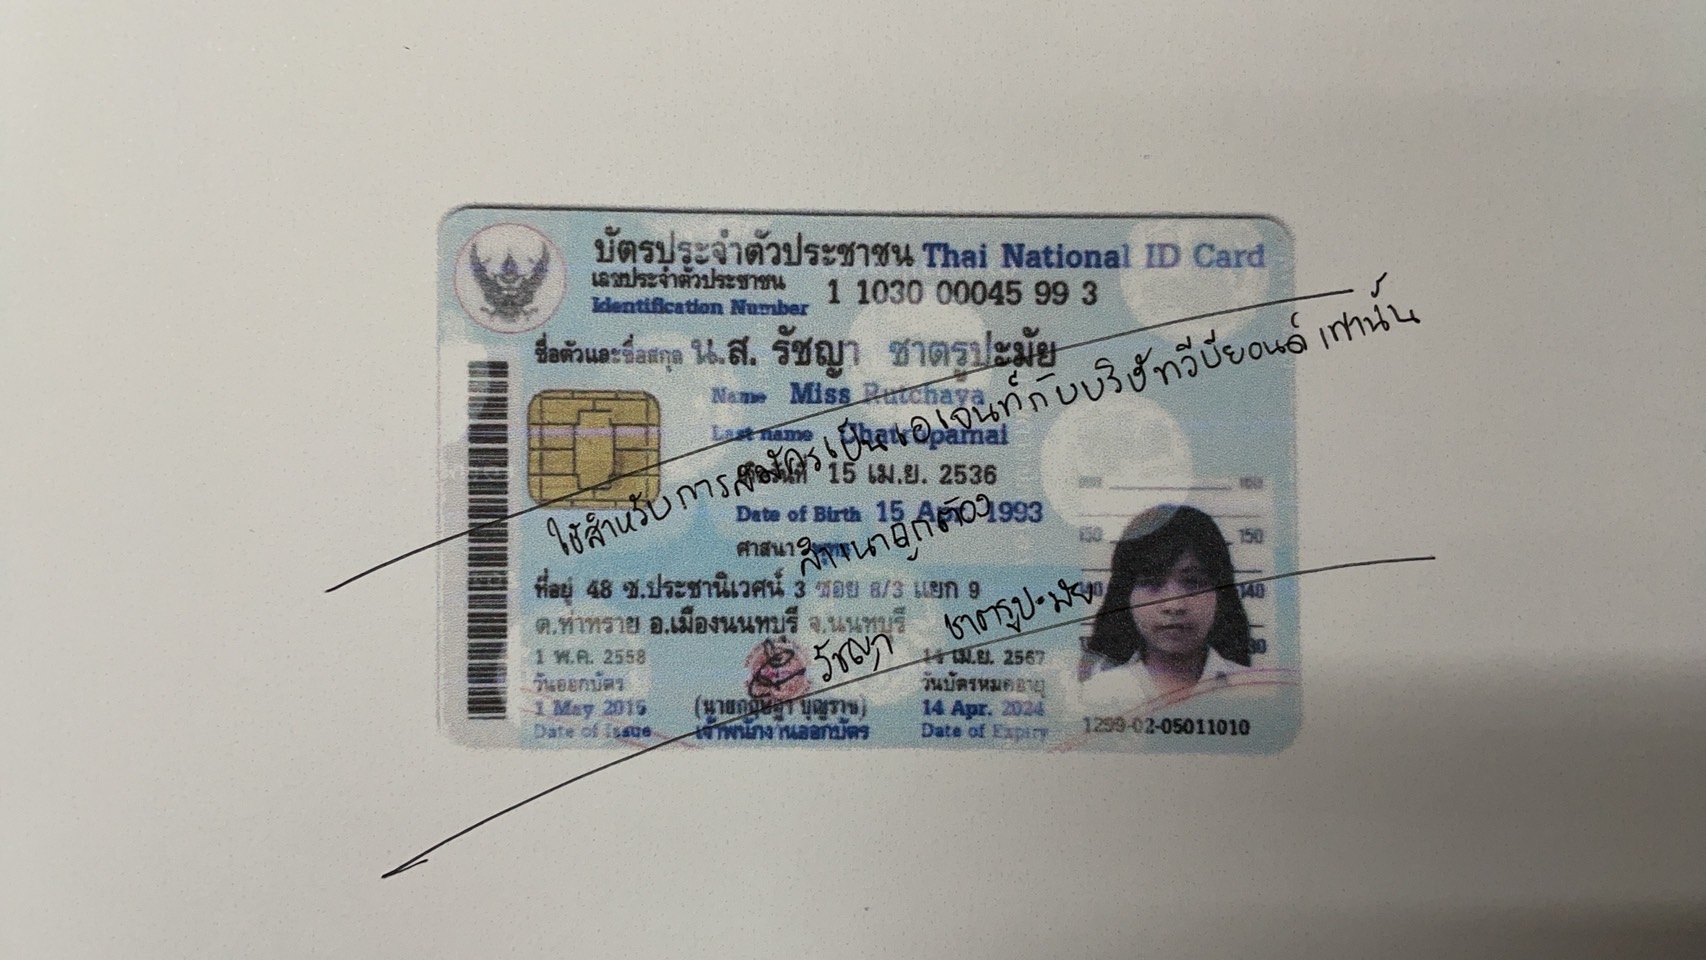 บัตรประจำตัวประชาชน Thai National ID Card
เลขประจำตัวประชาชน
Identification Number 1 1030 00045 99 3
ชื่อตัวและชื่อสกุล น.ส. รัชญา ชาตรูปะมัย
Name Miss Rutchaya
Last name Chatrupamai
15 เม.ย. 2536
Date of Birth 15 Apr. 1993
ศาสนา
ที่อยู่ 48 ซ.ประชานิเวศน์ 3 ซอย 8/3 แยก 9
ต.ท่าทราย อ.เมืองนนทบุรี จ.นนทบุรี
1 พ.ค. 2558
วันออกบัตร
1 May 2015
Date of Issue
(นายกฤษฎา บุญราช)
เจ้าพนักงานออกบัตร
14 เม.ย. 2567
วันบัตรหมดอายุ
14 Apr. 2024
Date of Expiry
150 150
140 140
1299-02-05011010
ใช้สำหรับการสมัครเป็นเอเจนท์กับบริษัทวีบียอนด์เท่านั้น
สำเนาถูกต้อง
รัชญา ชาตรูปะมัย